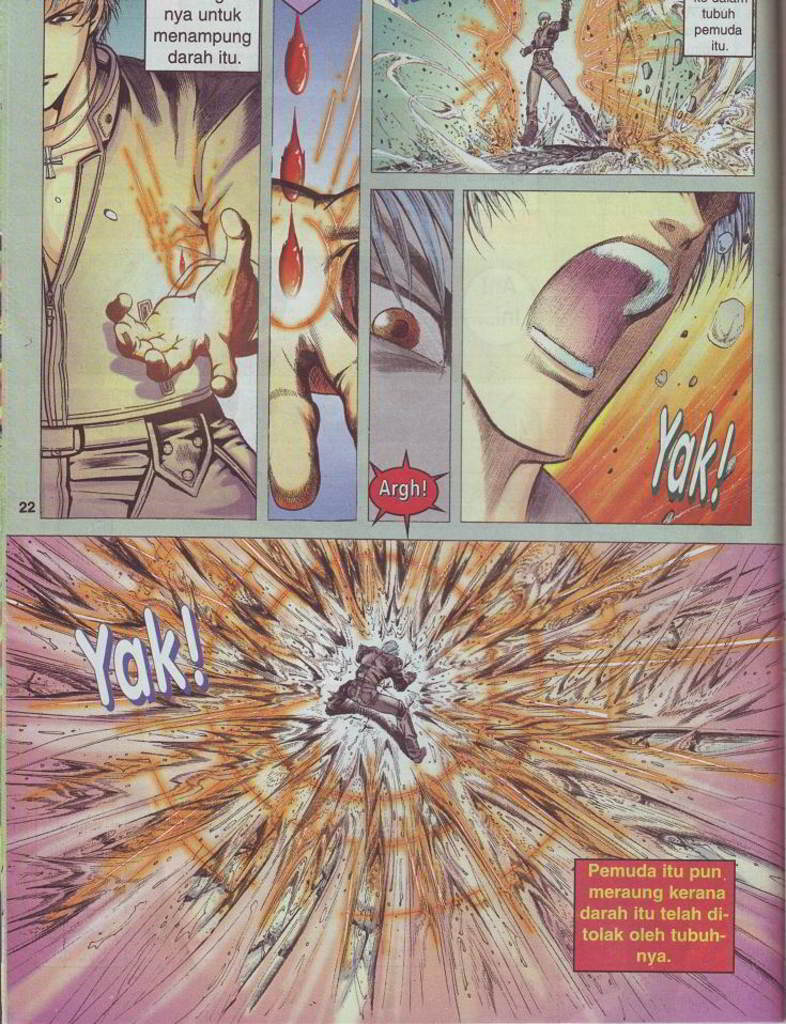 nya untuk
menampung
darah itu.
tubuh
pemuda
itu.
Argh!
Yak!
22
Yak!
Pemuda itu pun
meraung kerana
darah itu telah di-
tolak oleh tubuh-
nya.